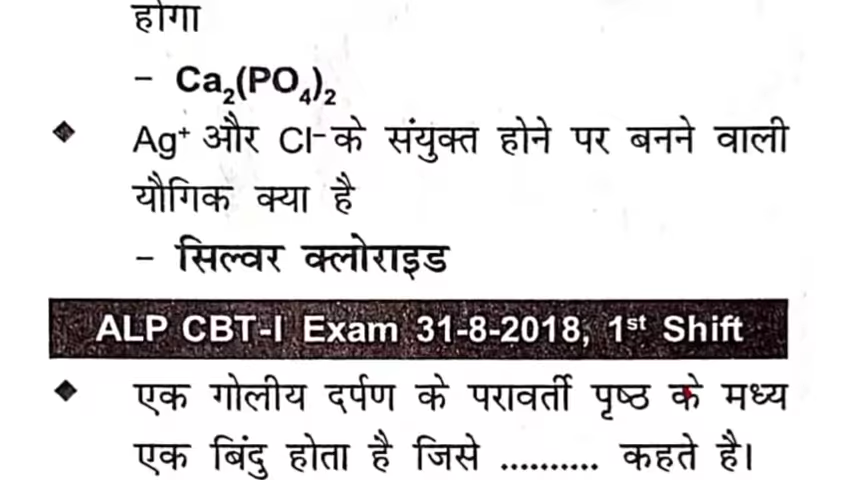 होगा
– Ca₂(PO₄)₂
❖ Ag⁺ और Cl⁻ के संयुक्त होने पर बनने वाली
यौगिक क्या है
– सिल्वर क्लोराइड
ALP CBT-I Exam 31-8-2018, 1ˢᵗ Shift
❖ एक गोलीय दर्पण के परावर्ती पृष्ठ के मध्य
एक बिंदु होता है जिसे .......... कहते है।